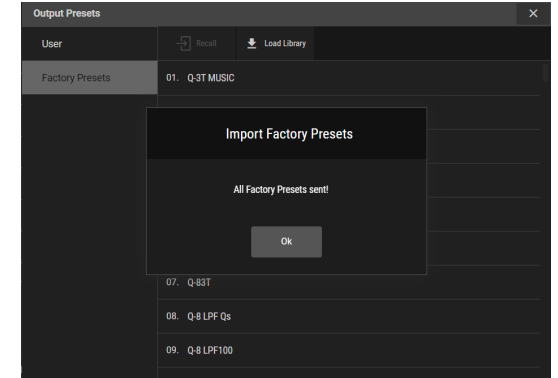 Output Presets
User
Recall
Load Library
Factory Presets
01. Q-3T MUSIC
Import Factory Presets
All Factory Presets sent!
Ok
07. Q-83T
08. Q-8 LPF Qs
09. Q-8 LPF100